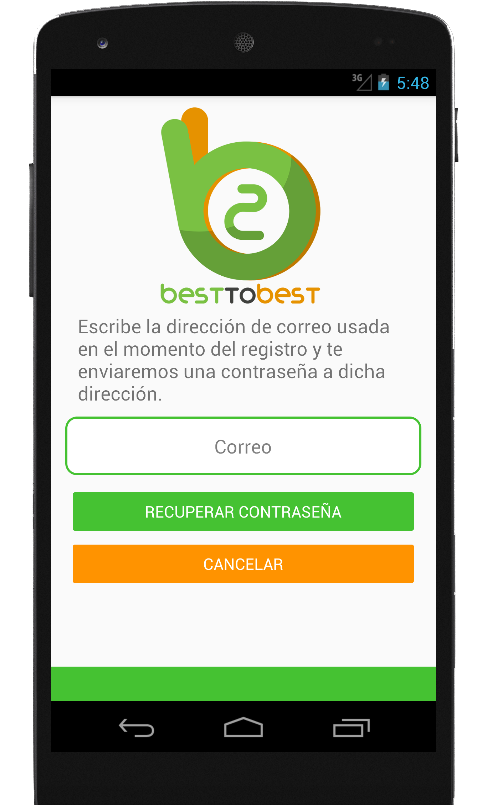 3G 5:48
2
besTTObesT
Escribe la dirección de correo usada
en el momento del registro y te
enviaremos una contraseña a dicha
dirección.
Correo
RECUPERAR CONTRASEÑA
CANCELAR